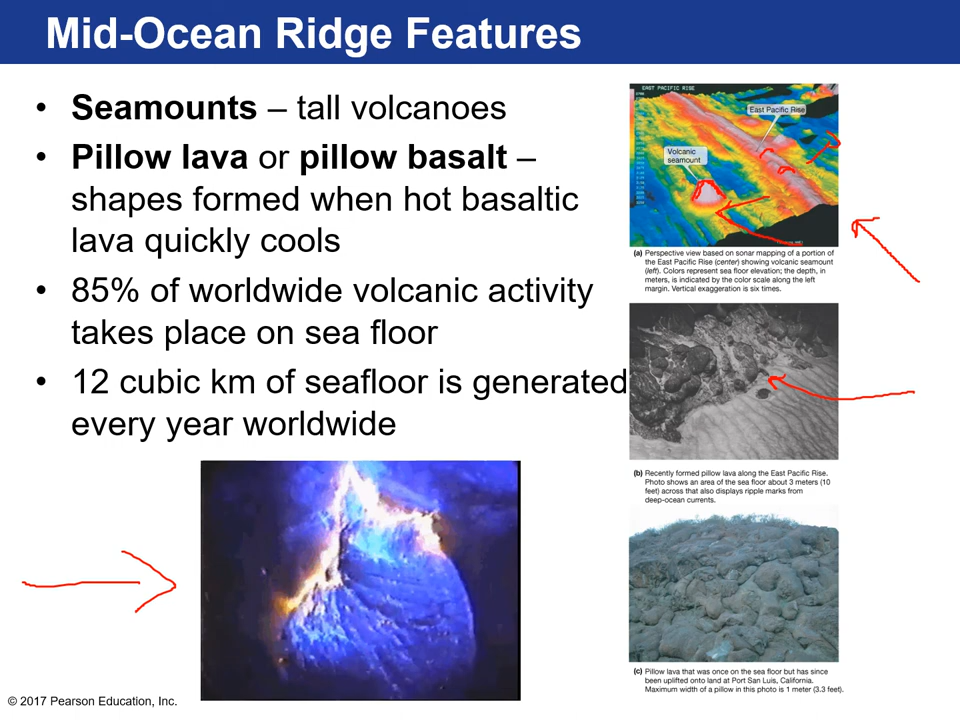 Mid-Ocean Ridge Features
• Seamounts – tall volcanoes
• Pillow lava or pillow basalt –
shapes formed when hot basaltic
lava quickly cools
• 85% of worldwide volcanic activity
takes place on sea floor
• 12 cubic km of seafloor is generated
every year worldwide
EAST PACIFIC RISE
East Pacific Rise
Volcanic
seamount
(a) Perspective view based on sonar mapping of a portion of
the East Pacific Rise (center) showing volcanic seamount
(left). Colors represent sea floor elevation; the depth, in
meters, is indicated by the color scale along the left
margin. Vertical exaggeration is six times.
(b) Recently formed pillow lava along the East Pacific Rise.
Photo shows an area of the sea floor about 3 meters (10
feet) across that also displays ripple marks from
deep-ocean currents.
(c) Pillow lava that was once on the sea floor but has since
been uplifted onto land at Port San Luis, California.
Maximum width of a pillow in this photo is 1 meter (3.3 feet).
© 2017 Pearson Education, Inc.